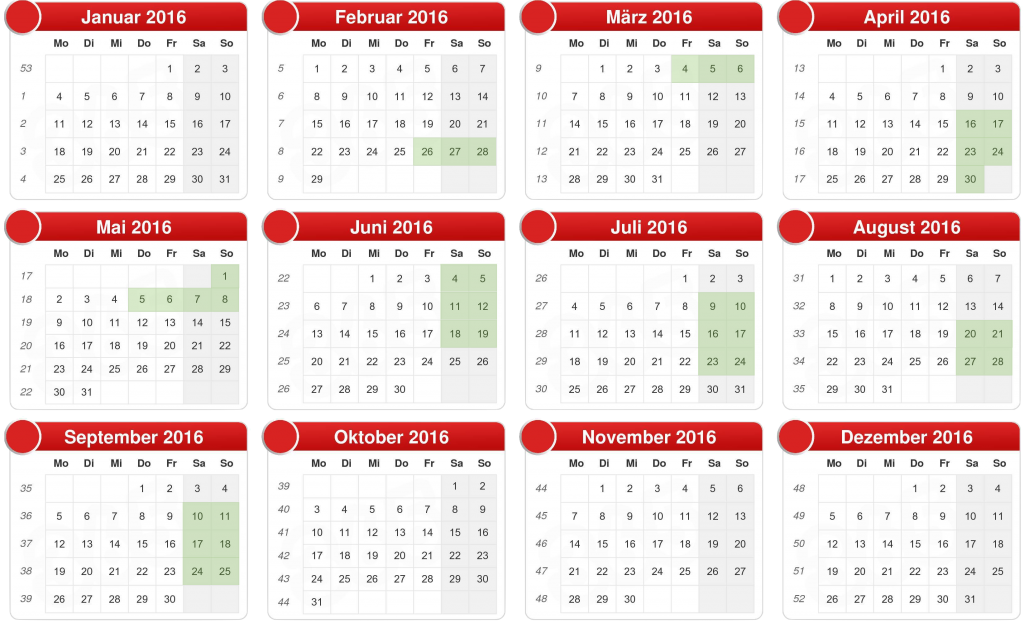 Januar 2016
Mo Di Mi Do Fr Sa So
53 1 2 3
1 4 5 6 7 8 9 10
2 11 12 13 14 15 16 17
3 18 19 20 21 22 23 24
4 25 26 27 28 29 30 31
Februar 2016
Mo Di Mi Do Fr Sa So
5 1 2 3 4 5 6 7
6 8 9 10 11 12 13 14
7 15 16 17 18 19 20 21
8 22 23 24 25 26 27 28
9 29
März 2016
Mo Di Mi Do Fr Sa So
9 1 2 3 4 5 6
10 7 8 9 10 11 12 13
11 14 15 16 17 18 19 20
12 21 22 23 24 25 26 27
13 28 29 30 31
April 2016
Mo Di Mi Do Fr Sa So
13 1 2 3
14 4 5 6 7 8 9 10
15 11 12 13 14 15 16 17
16 18 19 20 21 22 23 24
17 25 26 27 28 29 30
Mai 2016
Mo Di Mi Do Fr Sa So
17 1
18 2 3 4 5 6 7 8
19 9 10 11 12 13 14 15
20 16 17 18 19 20 21 22
21 23 24 25 26 27 28 29
22 30 31
Juni 2016
Mo Di Mi Do Fr Sa So
22 1 2 3 4 5
23 6 7 8 9 10 11 12
24 13 14 15 16 17 18 19
25 20 21 22 23 24 25 26
26 27 28 29 30
Juli 2016
Mo Di Mi Do Fr Sa So
26 1 2 3
27 4 5 6 7 8 9 10
28 11 12 13 14 15 16 17
29 18 19 20 21 22 23 24
30 25 26 27 28 29 30 31
August 2016
Mo Di Mi Do Fr Sa So
31 1 2 3 4 5 6 7
32 8 9 10 11 12 13 14
33 15 16 17 18 19 20 21
34 22 23 24 25 26 27 28
35 29 30 31
September 2016
Mo Di Mi Do Fr Sa So
35 1 2 3 4
36 5 6 7 8 9 10 11
37 12 13 14 15 16 17 18
38 19 20 21 22 23 24 25
39 26 27 28 29 30
Oktober 2016
Mo Di Mi Do Fr Sa So
39 1 2
40 3 4 5 6 7 8 9
41 10 11 12 13 14 15 16
42 17 18 19 20 21 22 23
43 24 25 26 27 28 29 30
44 31
November 2016
Mo Di Mi Do Fr Sa So
44 1 2 3 4 5 6
45 7 8 9 10 11 12 13
46 14 15 16 17 18 19 20
47 21 22 23 24 25 26 27
48 28 29 30
Dezember 2016
Mo Di Mi Do Fr Sa So
48 1 2 3 4
49 5 6 7 8 9 10 11
50 12 13 14 15 16 17 18
51 19 20 21 22 23 24 25
52 26 27 28 29 30 31